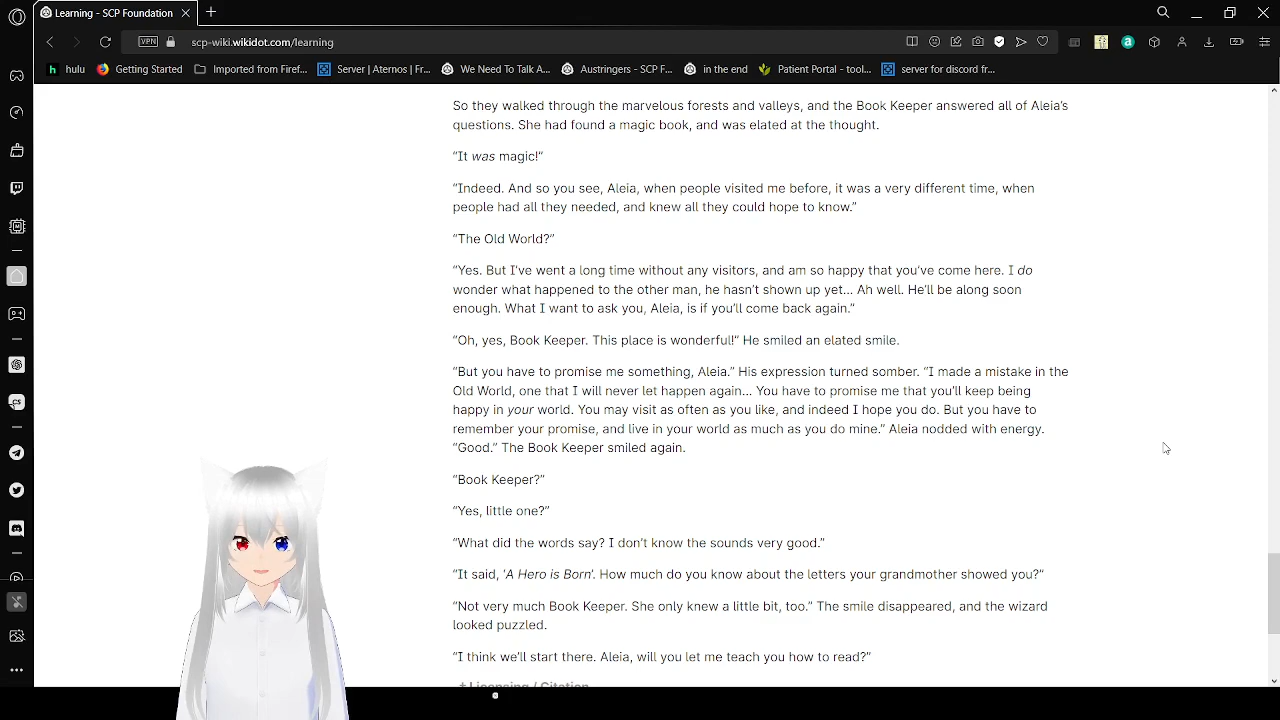 Learning - SCP Foundation
VPN
scp-wiki.wikidot.com/learning
hulu
Getting Started
Imported from Firef...
Server | Aternos | Fr...
We Need To Talk A...
Austringers - SCP F...
in the end
Patient Portal - tool...
server for discord fr...
So they walked through the marvelous forests and valleys, and the Book Keeper answered all of Aleia’s
questions. She had found a magic book, and was elated at the thought.
“It was magic!”
“Indeed. And so you see, Aleia, when people visited me before, it was a very different time, when
people had all they needed, and knew all they could hope to know.”
“The Old World?”
“Yes. But I’ve went a long time without any visitors, and am so happy that you’ve come here. I do
wonder what happened to the other man, he hasn’t shown up yet… Ah well. He’ll be along soon
enough. What I want to ask you, Aleia, is if you’ll come back again.”
“Oh, yes, Book Keeper. This place is wonderful!” He smiled an elated smile.
“But you have to promise me something, Aleia.” His expression turned somber. “I made a mistake in the
Old World, one that I will never let happen again… You have to promise me that you’ll keep being
happy in your world. You may visit as often as you like, and indeed I hope you do. But you have to
remember your promise, and live in your world as much as you do mine.” Aleia nodded with energy.
“Good.” The Book Keeper smiled again.
“Book Keeper?”
“Yes, little one?”
“What did the words say? I don’t know the sounds very good.”
“It said, ‘A Hero is Born’. How much do you know about the letters your grandmother showed you?”
“Not very much Book Keeper. She only knew a little bit, too.” The smile disappeared, and the wizard
looked puzzled.
“I think we’ll start there. Aleia, will you let me teach you how to read?”
Licensing / Citation